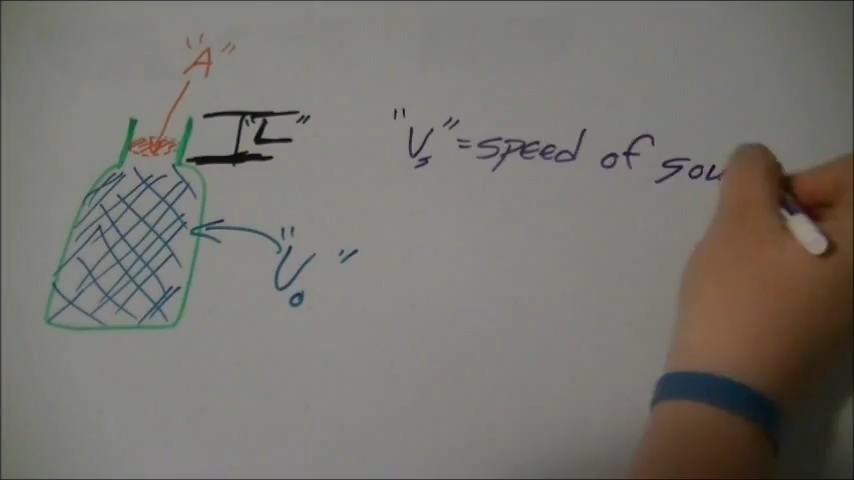 "A"
"L"
"Vs" = speed of sou
"V₀"